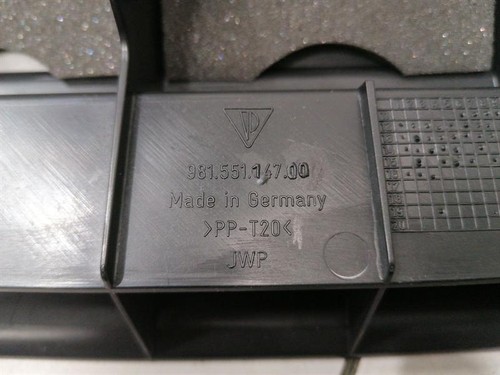 981.551.147.00
Made in Germany
>PP-T20<
JWP